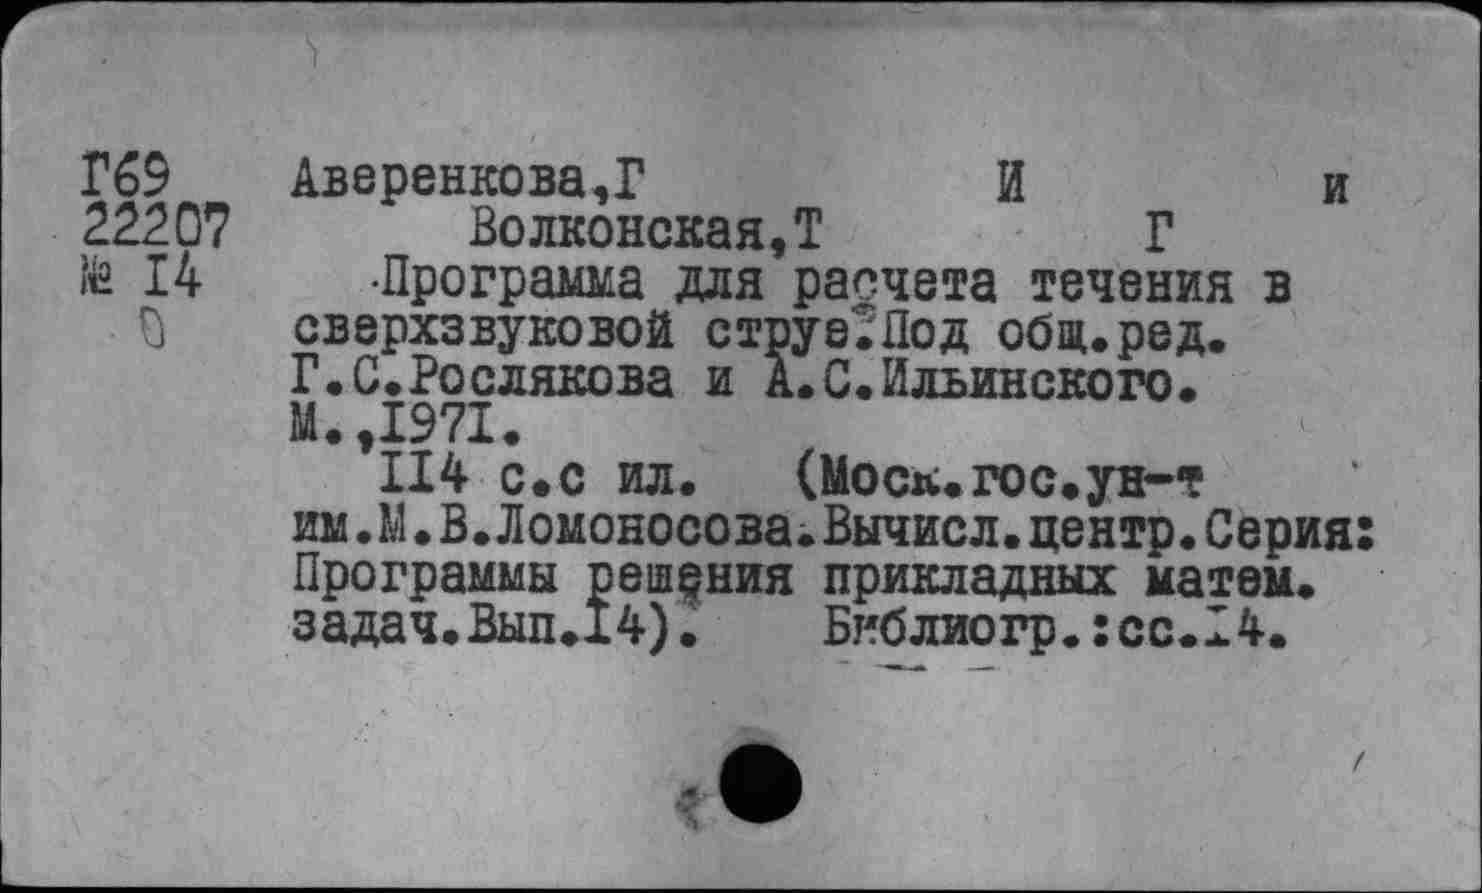 Г69 Аверенкова,Г И и
22207 Волконская,Т Г
№ I4 Программа для расчета течения в
0 сверхзвуковой струе.Под общ.ред.
Г.С.Рослякова и А.С.Ильинского.
М.,I97I.
II4 с.с ил. (Моск.гос.ун-т
им.М.В.Ломоносова.Вычисл.центр.Серия:
Программы решения прикладных матем.
задач.Вып.I4). Библиогр.:сс.I4.